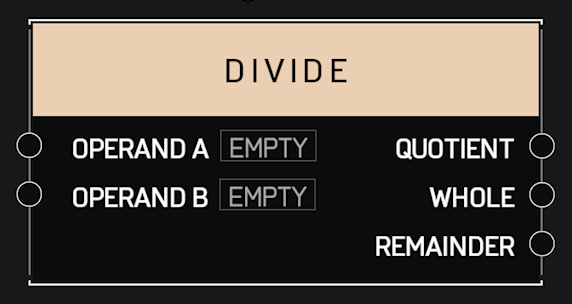 DIVIDE
OPERAND A EMPTY QUOTIENT
OPERAND B EMPTY WHOLE
REMAINDER